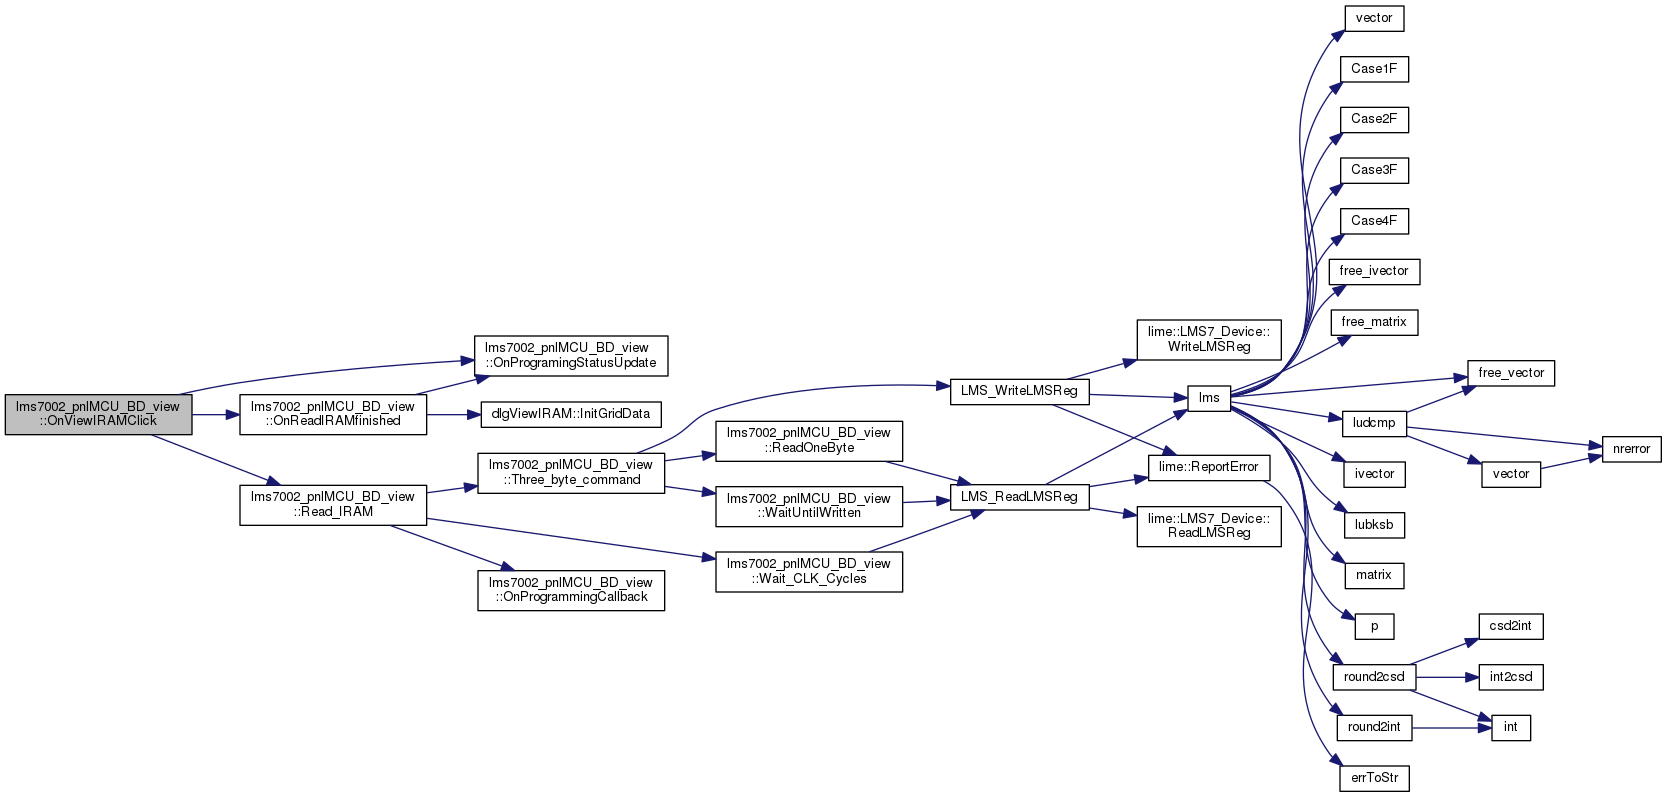 lms7002_pnlMCU_BD_view
::OnViewIRAMClick
lms7002_pnlMCU_BD_view
::OnProgramingStatusUpdate
lms7002_pnlMCU_BD_view
::OnReadIRAMfinished
dlgViewIRAM::InitGridData
lms7002_pnlMCU_BD_view
::Read_IRAM
lms7002_pnlMCU_BD_view
::Three_byte_command
lms7002_pnlMCU_BD_view
::OnProgrammingCallback
lms7002_pnlMCU_BD_view
::ReadOneByte
lms7002_pnlMCU_BD_view
::WaitUntilWritten
lms7002_pnlMCU_BD_view
::Wait_CLK_Cycles
LMS_WriteLMSReg
LMS_ReadLMSReg
lime::LMS7_Device::
WriteLMSReg
lms
lime::ReportError
lime::LMS7_Device::
ReadLMSReg
vector
Case1F
Case2F
Case3F
Case4F
free_ivector
free_matrix
free_vector
ludcmp
nrerror
vector
ivector
lubksb
matrix
p
round2csd
csd2int
int2csd
int
round2int
errToStr